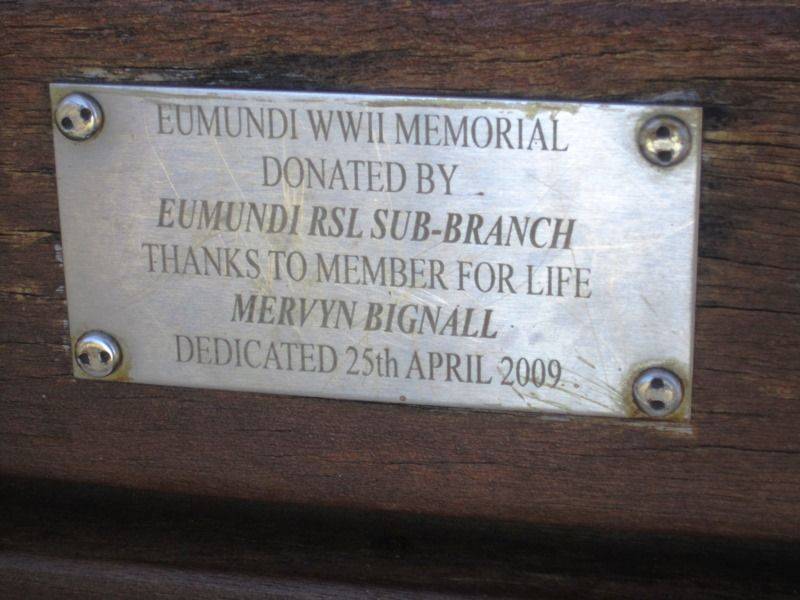 EUMUNDI WWII MEMORIAL
DONATED BY
EUMUNDI RSL SUB-BRANCH
THANKS TO MEMBER FOR LIFE
MERVYN BIGNALL
DEDICATED 25th APRIL 2009